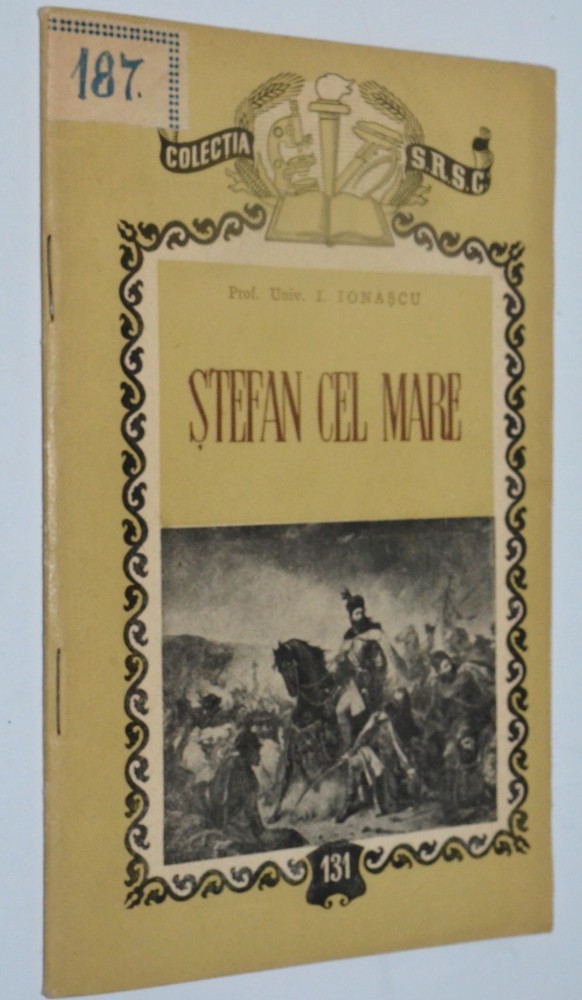 187.
COLECTIA S.R.S.C.
Prof. Univ. I. IONAȘCU
ȘTEFAN CEL MARE
131